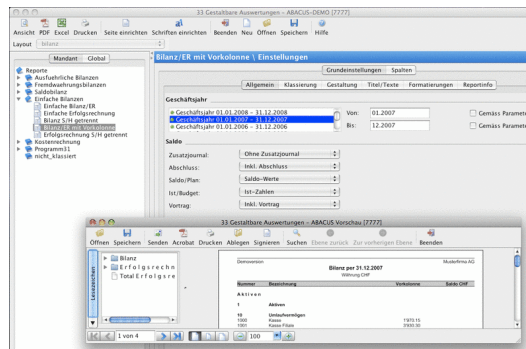 33 Gestaltbare Auswertungen – ABACUS-DEMO [7777]
Ansicht PDF Excel Drucken Seite einrichten Schriften einrichten Beenden Neu Öffnen Speichern Hilfe
Layout bilanz
Mandant Global
Bilanz/ER mit Vorkolonne \ Einstellungen
Reporte
Ausfuehrliche Bilanzen
Fremdwaehrungsbilanzen
Saldobilanz
Einfache Bilanzen
Einfache Bilanz/ER
Einfache Erfolgsrechnung
Bilanz S/H getrennt
Bilanz/ER mit Vorkolonne
Erfolgsrechnung S/H getrennt
Kostenrechnung
Programm31
nicht_klassiert
Grundeinstellungen Spalten
Allgemein Klassierung Gestaltung Titel/Texte Formatierungen Reportinfo
Geschäftsjahr
Geschäftsjahr 01.01.2008 - 31.12.2008
Geschäftsjahr 01.01.2007 - 31.12.2007
Geschäftsjahr 01.01.2006 - 31.12.2006
Von: 01.2007 Gemäss Paramete
Bis: 12.2007 Gemäss Paramete
Saldo
Zusatzjournal: Ohne Zusatzjournal
Abschluss: Inkl. Abschluss
Saldo/Plan: Saldo-Werte
Ist/Budget: Ist-Zahlen
Vortrag: Inkl. Vortrag
33 Gestaltbare Auswertungen – ABACUS Vorschau [7777]
Öffnen Speichern Senden Acrobat Drucken Ablegen Signieren Suchen Ebene zurück Zur vorherigen Ebene Beenden
Lesezeichen
Bilanz
Erfolgsrechn
Total Erfolgsre
Demoversion Musterfirma AG
Bilanz per 31.12.2007
Währung CHF
Nummer Bezeichnung Vorkolonne Saldo CHF
Aktiven
1 Aktiven
10 Umlaufvermögen
1000 Kasse 1'970.15
1001 Kasse Filiale 3'930.30
1 von 4 100